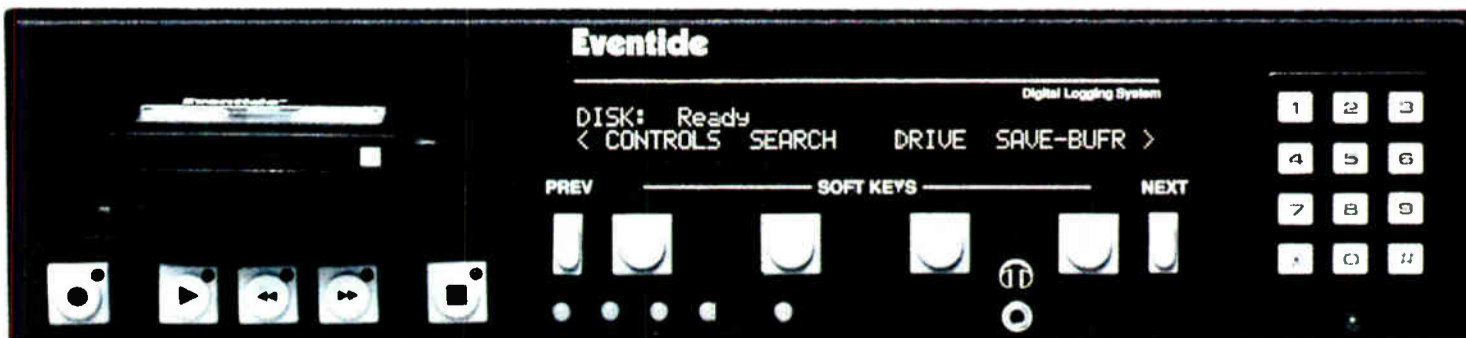 Eventide
Eventide
Digital Logging System
DISK: Ready
< CONTROLS SEARCH DRIVE SAVE-BUFR >
PREV SOFT KEYS NEXT
1 2 3
4 5 6
7 8 9
* 0 #